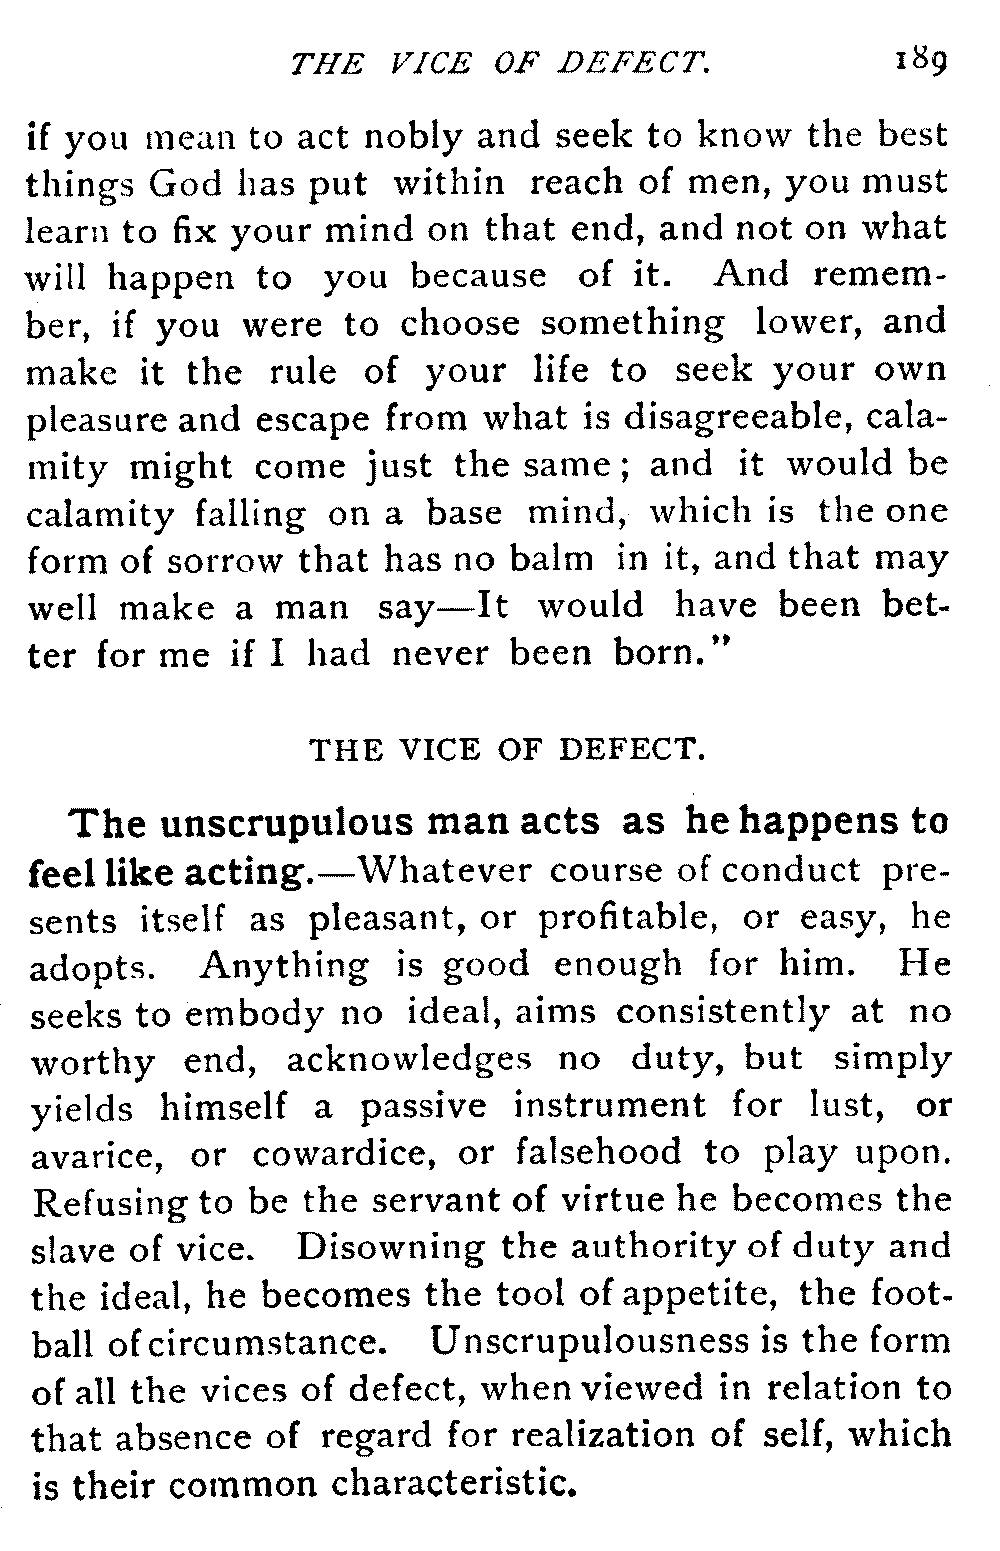 THE VICE OF DEFECT. 189
if you mean to act nobly and seek to know the best
things God has put within reach of men, you must
learn to fix your mind on that end, and not on what
will happen to you because of it. And remem-
ber, if you were to choose something lower, and
make it the rule of your life to seek your own
pleasure and escape from what is disagreeable, cala-
mity might come just the same; and it would be
calamity falling on a base mind, which is the one
form of sorrow that has no balm in it, and that may
well make a man say—It would have been bet-
ter for me if I had never been born."
THE VICE OF DEFECT.
The unscrupulous man acts as he happens to
feel like acting.—Whatever course of conduct pre-
sents itself as pleasant, or profitable, or easy, he
adopts. Anything is good enough for him. He
seeks to embody no ideal, aims consistently at no
worthy end, acknowledges no duty, but simply
yields himself a passive instrument for lust, or
avarice, or cowardice, or falsehood to play upon.
Refusing to be the servant of virtue he becomes the
slave of vice. Disowning the authority of duty and
the ideal, he becomes the tool of appetite, the foot-
ball of circumstance. Unscrupulousness is the form
of all the vices of defect, when viewed in relation to
that absence of regard for realization of self, which
is their common characteristic.